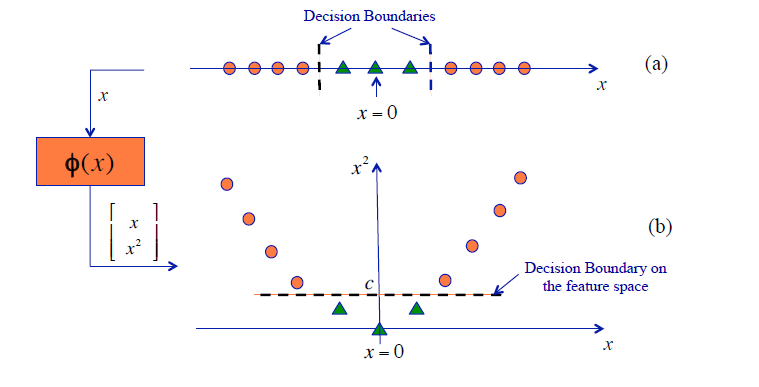 Decision Boundaries
(a)
x
x
x = 0
ϕ(x)
x²
(b)
x
x²
c
Decision Boundary on
the feature space
x
x = 0